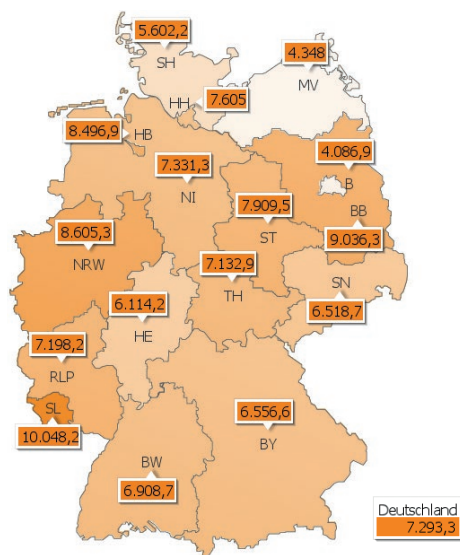 5.602,2
SH
4.348
MV
HH
7.605
8.496,9
HB
4.086,9
B
7.331,3
NI
7.909,5
ST
BB
9.036,3
8.605,3
NRW
7.132,9
TH
SN
6.518,7
6.114,2
HE
7.198,2
RLP
SL
10.048,2
6.556,6
BY
BW
6.908,7
Deutschland
7.293,3